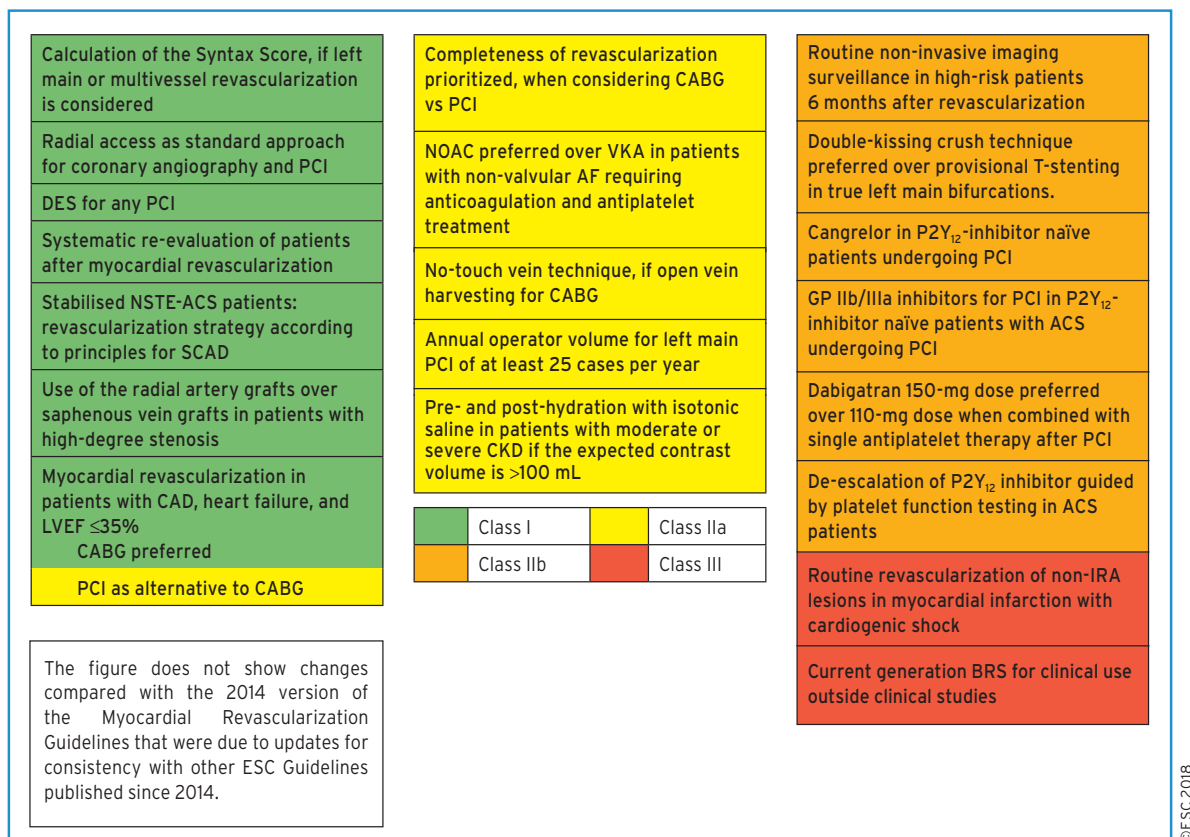 Calculation of the Syntax Score, if left
main or multivessel revascularization
is considered
Radial access as standard approach
for coronary angiography and PCI
DES for any PCI
Systematic re-evaluation of patients
after myocardial revascularization
Stabilised NSTE-ACS patients:
revascularization strategy according
to principles for SCAD
Use of the radial artery grafts over
saphenous vein grafts in patients with
high-degree stenosis
Myocardial revascularization in
patients with CAD, heart failure, and
LVEF ≤35%
CABG preferred
PCI as alternative to CABG
The figure does not show changes
compared with the 2014 version of
the Myocardial Revascularization
Guidelines that were due to updates for
consistency with other ESC Guidelines
published since 2014.
Completeness of revascularization
prioritized, when considering CABG
vs PCI
NOAC preferred over VKA in patients
with non-valvular AF requiring
anticoagulation and antiplatelet
treatment
No-touch vein technique, if open vein
harvesting for CABG
Annual operator volume for left main
PCI of at least 25 cases per year
Pre- and post-hydration with isotonic
saline in patients with moderate or
severe CKD if the expected contrast
volume is >100 mL
Class I
Class IIa
Class IIb
Class III
Routine non-invasive imaging
surveillance in high-risk patients
6 months after revascularization
Double-kissing crush technique
preferred over provisional T-stenting
in true left main bifurcations.
Cangrelor in P2Y₁₂-inhibitor naïve
patients undergoing PCI
GP IIb/IIIa inhibitors for PCI in P2Y₁₂-
inhibitor naïve patients with ACS
undergoing PCI
Dabigatran 150-mg dose preferred
over 110-mg dose when combined with
single antiplatelet therapy after PCI
De-escalation of P2Y₁₂ inhibitor guided
by platelet function testing in ACS
patients
Routine revascularization of non-IRA
lesions in myocardial infarction with
cardiogenic shock
Current generation BRS for clinical use
outside clinical studies
©ESC 2018